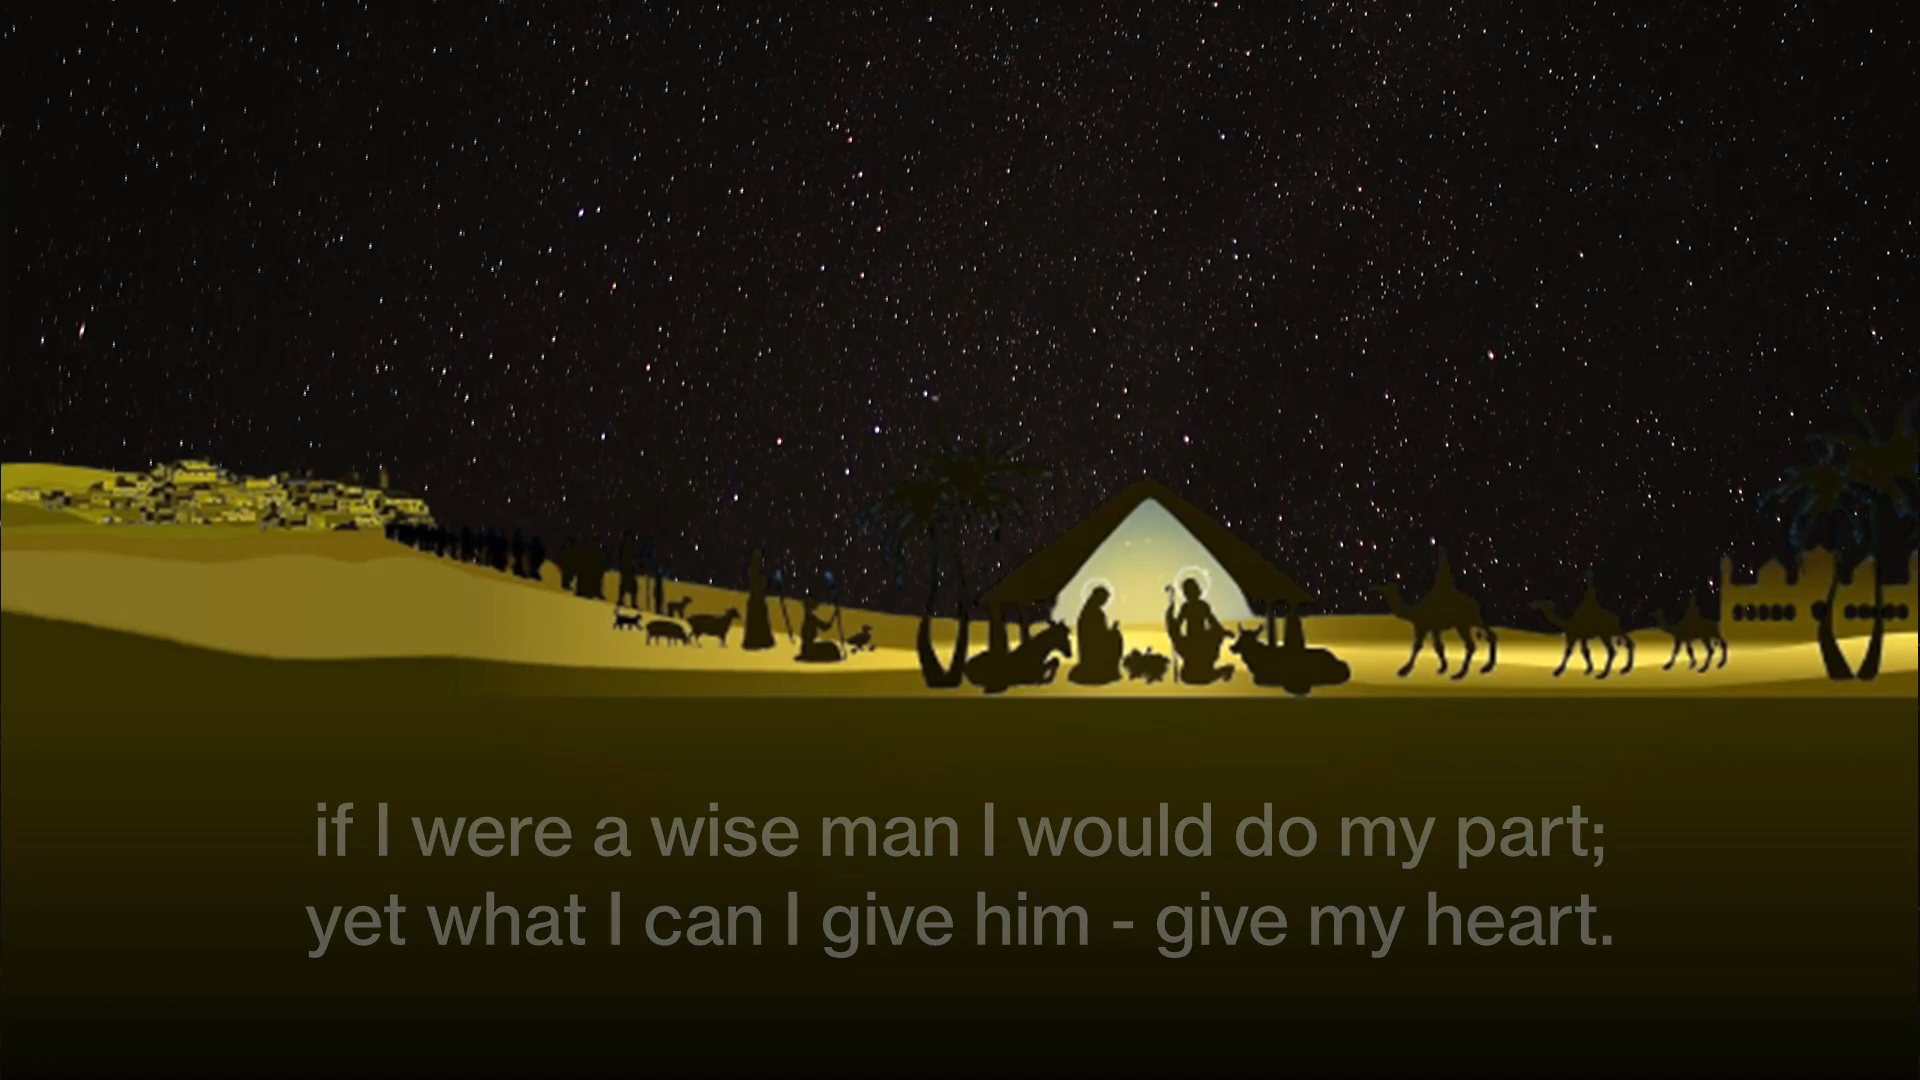 if I were a wise man I would do my part;
yet what I can I give him - give my heart.